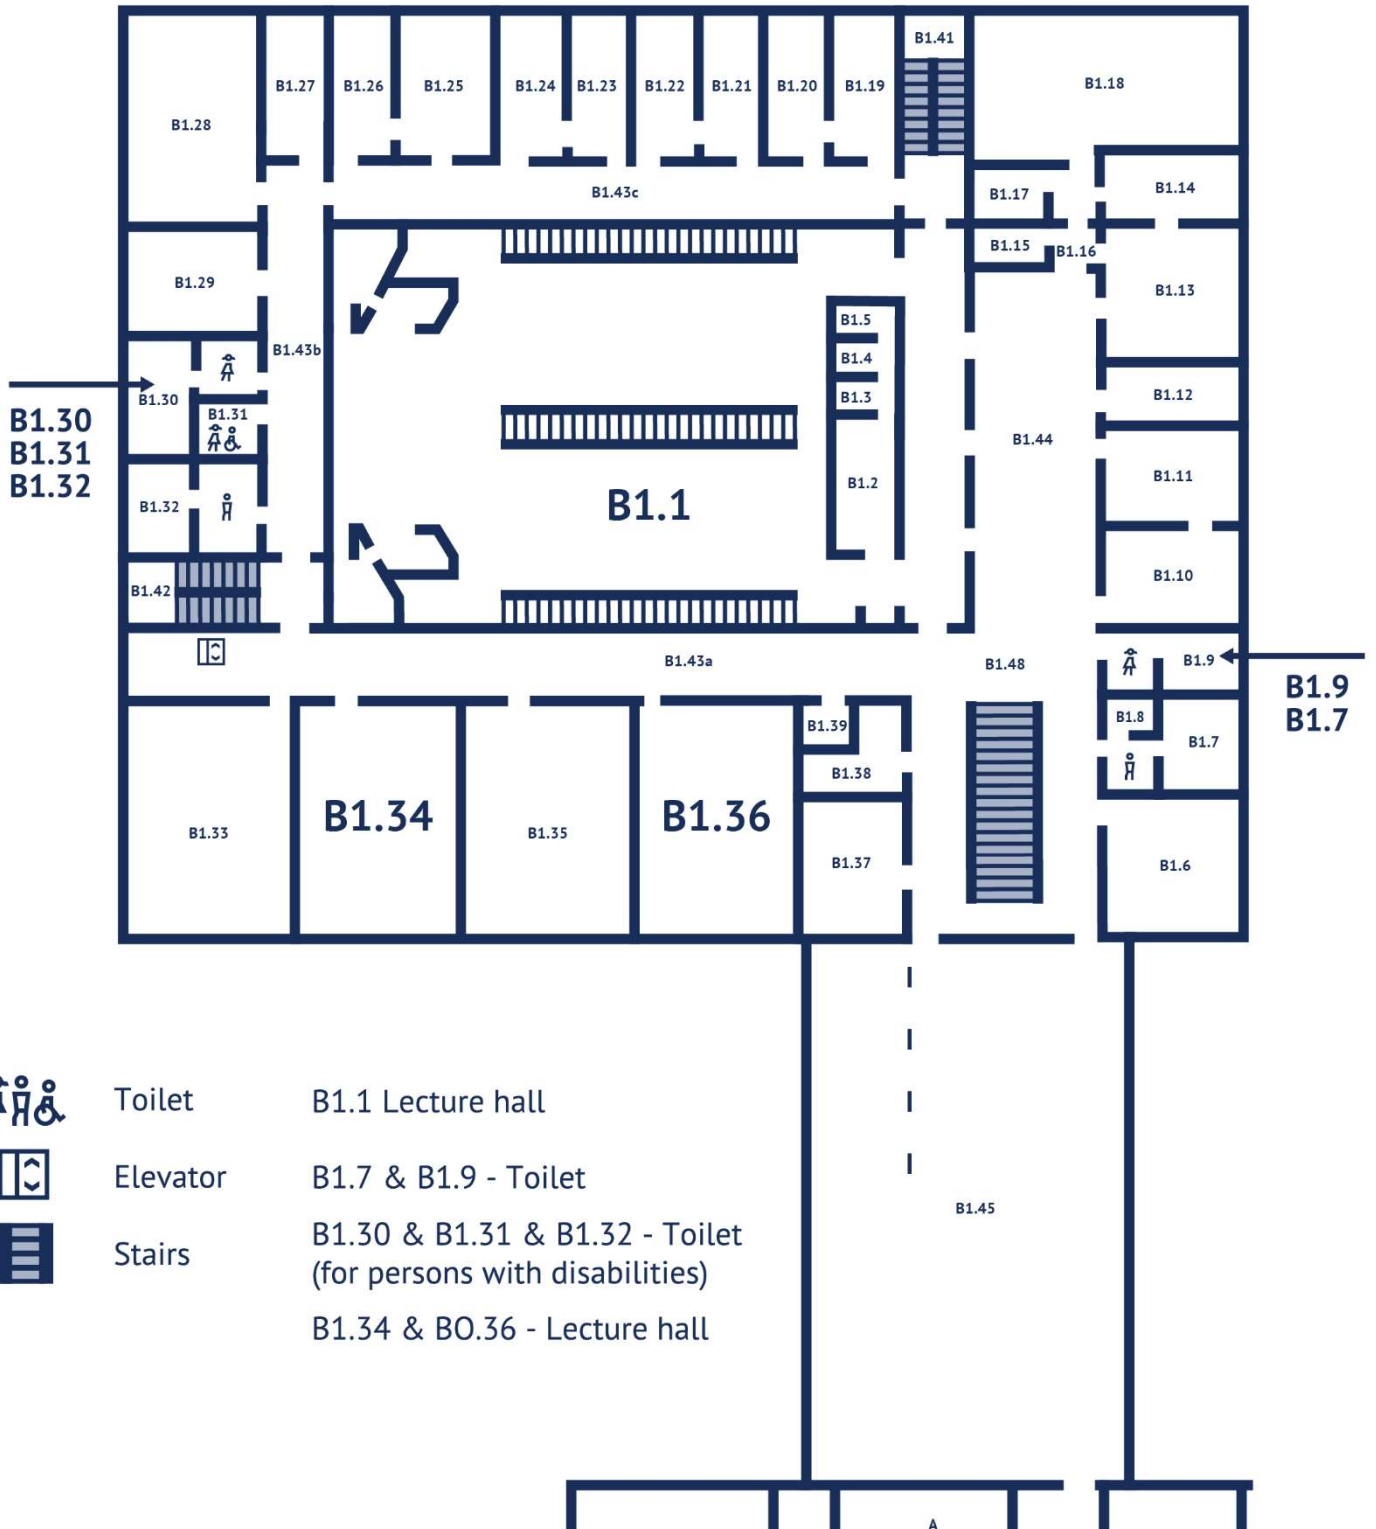 B1.41
B1.18
B1.27
B1.26
B1.25
B1.24
B1.23
B1.22
B1.21
B1.20
B1.19
B1.28
B1.43c
B1.17
B1.14
B1.15
B1.16
B1.29
B1.13
B1.5
B1.43b
B1.4
B1.3
B1.12
B1.30
B1.31
B1.44
B1.30
B1.31
B1.32
B1.11
B1.2
B1.1
B1.32
B1.10
B1.42
B1.43a
B1.48
B1.9
B1.9
B1.7
B1.8
B1.39
B1.7
B1.38
B1.33
B1.34
B1.35
B1.36
B1.37
B1.6
Toilet
B1.1 Lecture hall
Elevator
B1.7 & B1.9 - Toilet
B1.45
Stairs
B1.30 & B1.31 & B1.32 - Toilet
(for persons with disabilities)
B1.34 & BO.36 - Lecture hall
A